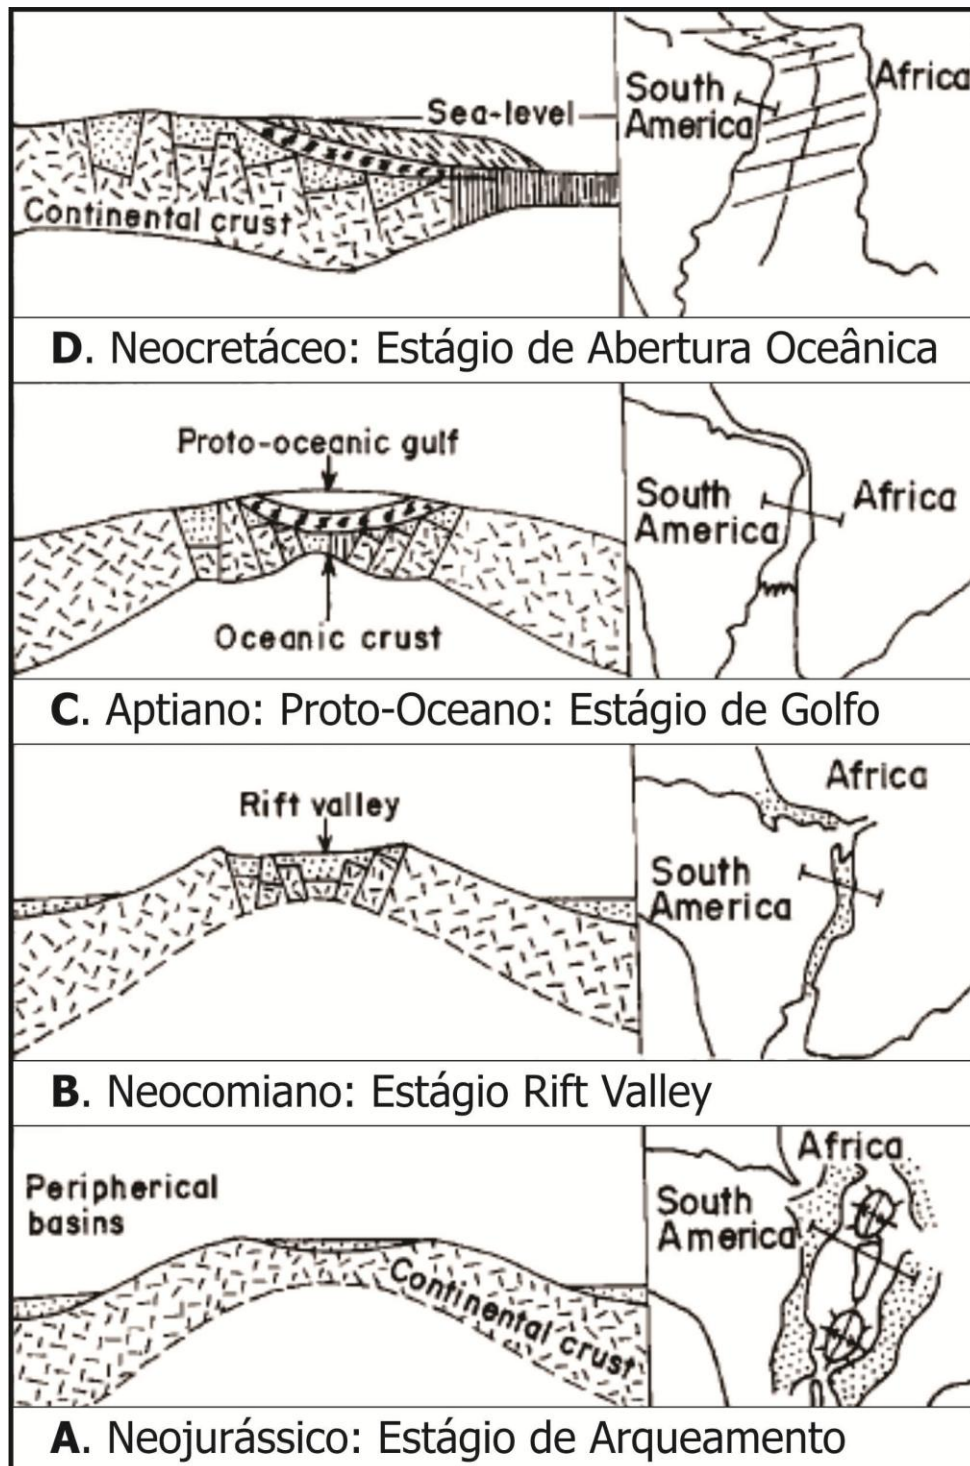 Sea-level
South
America
Africa
Continental crust
D. Neocretáceo: Estágio de Abertura Oceânica
Proto-oceanic gulf
South
America
Africa
Oceanic crust
C. Aptiano: Proto-Oceano: Estágio de Golfo
Africa
Rift valley
South
America
B. Neocomiano: Estágio Rift Valley
Africa
Peripherical
basins
South
America
Continental crust
A. Neojurássico: Estágio de Arqueamento